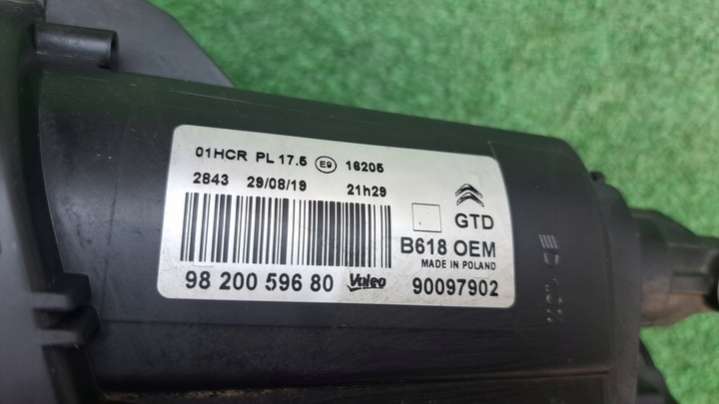 01HCR PL 17.5 E9 16205
2843 29/08/19 21h29
GTD
B618 OEM
MADE IN POLAND
98 200 596 80 Valeo 90097902